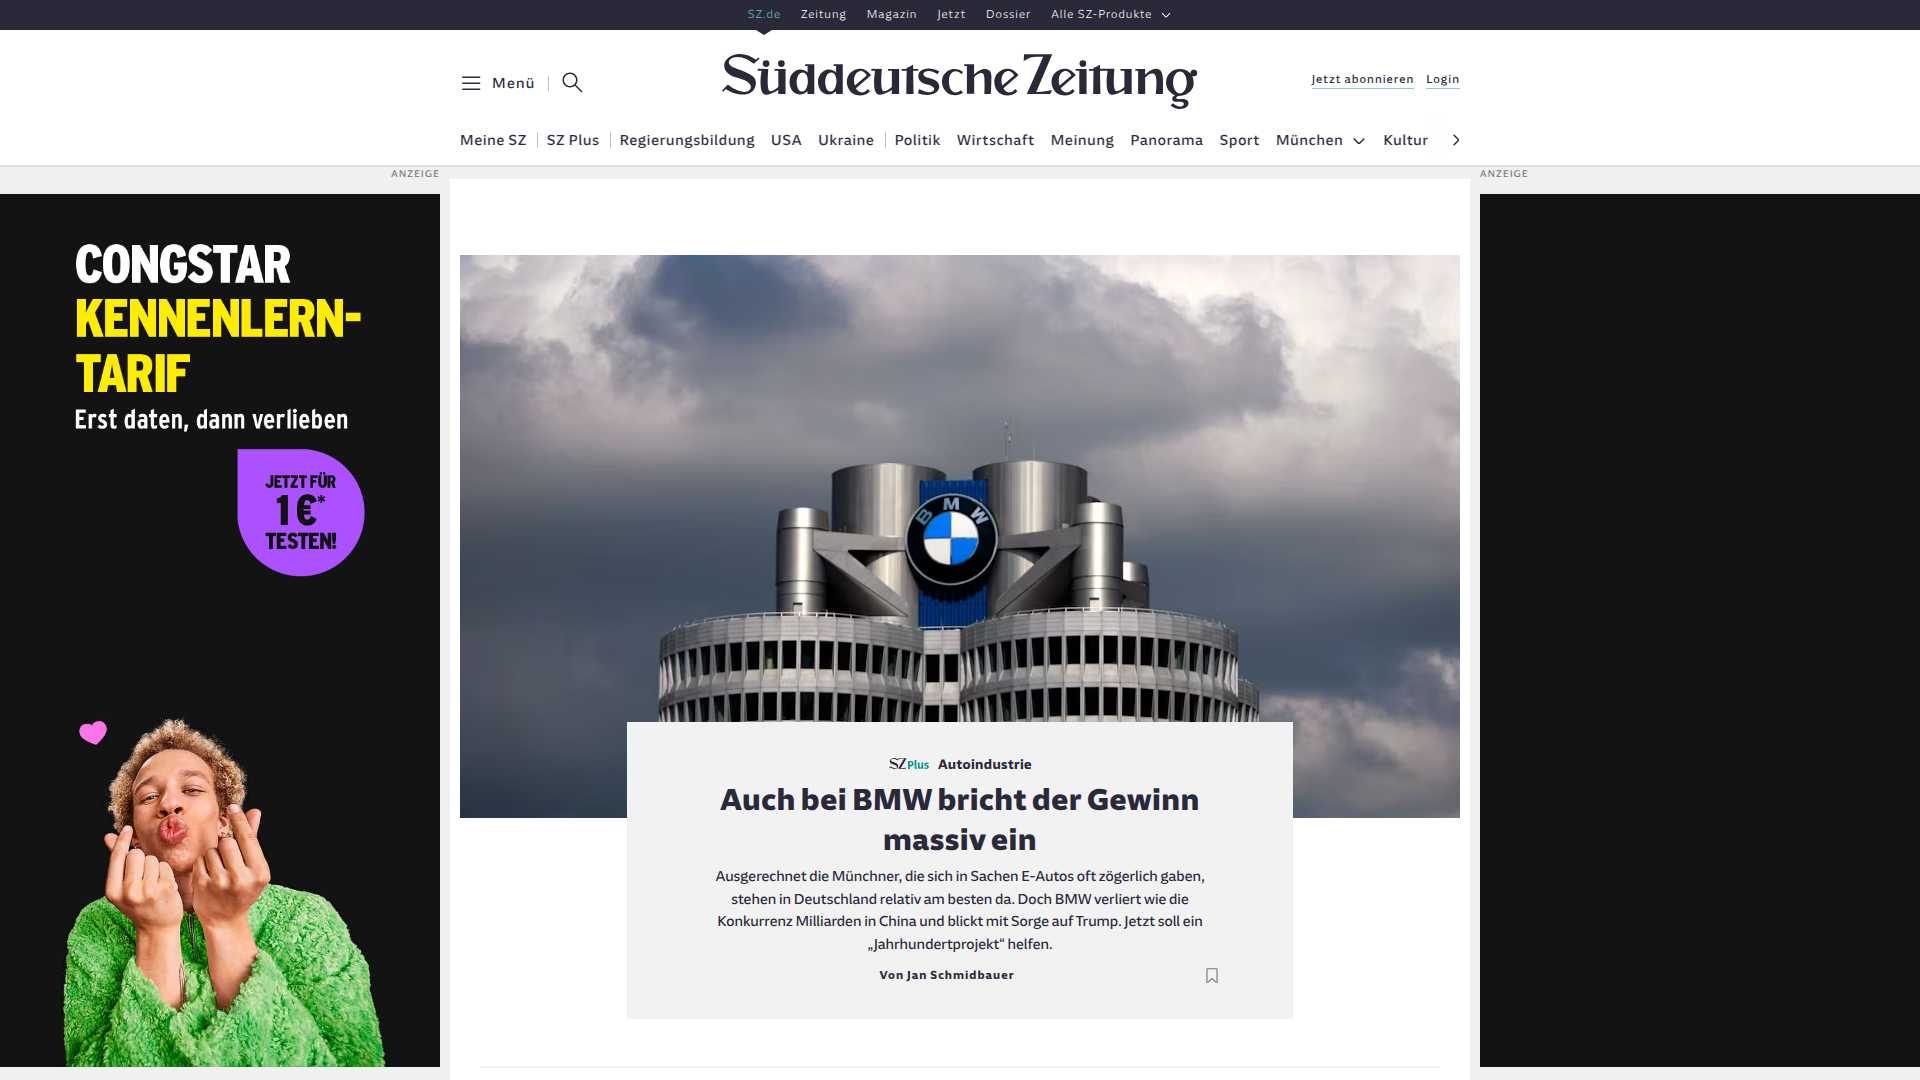 SZ.de Zeitung Magazin Jetzt Dossier Alle SZ-Produkte
Menü
Süddeutsche Zeitung
Jetzt abonnieren Login
Meine SZ SZ Plus Regierungsbildung USA Ukraine Politik Wirtschaft Meinung Panorama Sport München Kultur
ANZEIGE
ANZEIGE
CONGSTAR
KENNENLERN-
TARIF
Erst daten, dann verlieben
JETZT FÜR
1 €*
TESTEN!
BMW
SZ Plus Autoindustrie
Auch bei BMW bricht der Gewinn
massiv ein
Ausgerechnet die Münchner, die sich in Sachen E-Autos oft zögerlich gaben,
stehen in Deutschland relativ am besten da. Doch BMW verliert wie die
Konkurrenz Milliarden in China und blickt mit Sorge auf Trump. Jetzt soll ein
„Jahrhundertprojekt“ helfen.
Von Jan Schmidbauer